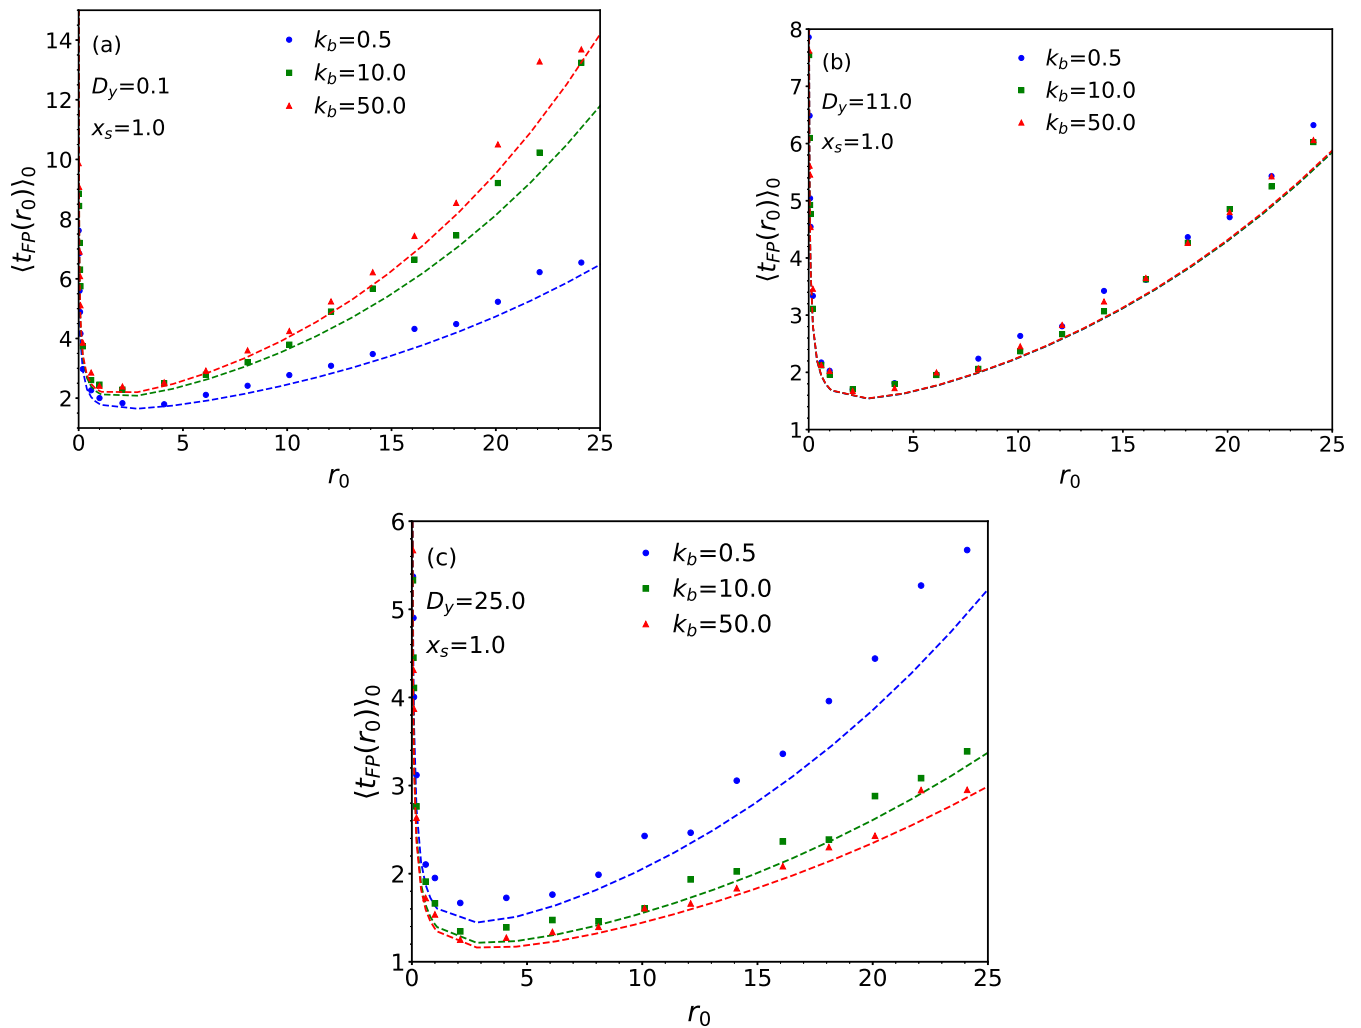 (a)
D_y=0.1
x_s=1.0
k_b=0.5
k_b=10.0
k_b=50.0
14
12
10
8
6
4
2
0
5
10
15
20
25
⟨t_FP(r_0)⟩_0
r_0
(b)
D_y=11.0
x_s=1.0
k_b=0.5
k_b=10.0
k_b=50.0
8
7
6
5
4
3
2
1
0
5
10
15
20
25
⟨t_FP(r_0)⟩_0
r_0
(c)
D_y=25.0
x_s=1.0
k_b=0.5
k_b=10.0
k_b=50.0
6
5
4
3
2
1
0
5
10
15
20
25
⟨t_FP(r_0)⟩_0
r_0